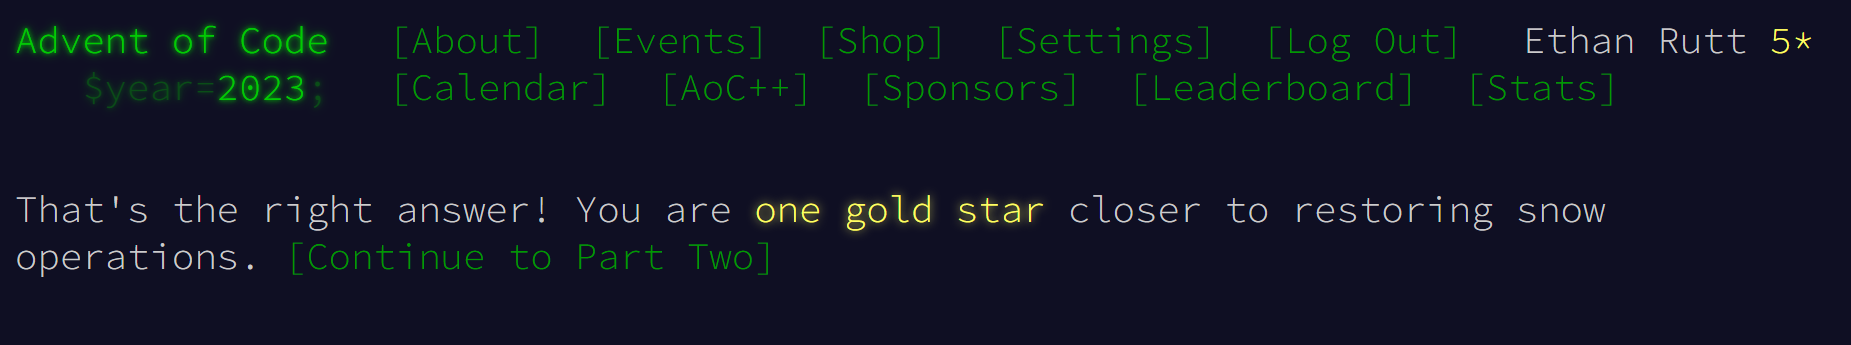 Advent of Code [About] [Events] [Shop] [Settings] [Log Out] Ethan Rutt 5*
$year=2023; [Calendar] [AoC++] [Sponsors] [Leaderboard] [Stats]
That's the right answer! You are one gold star closer to restoring snow
operations. [Continue to Part Two]